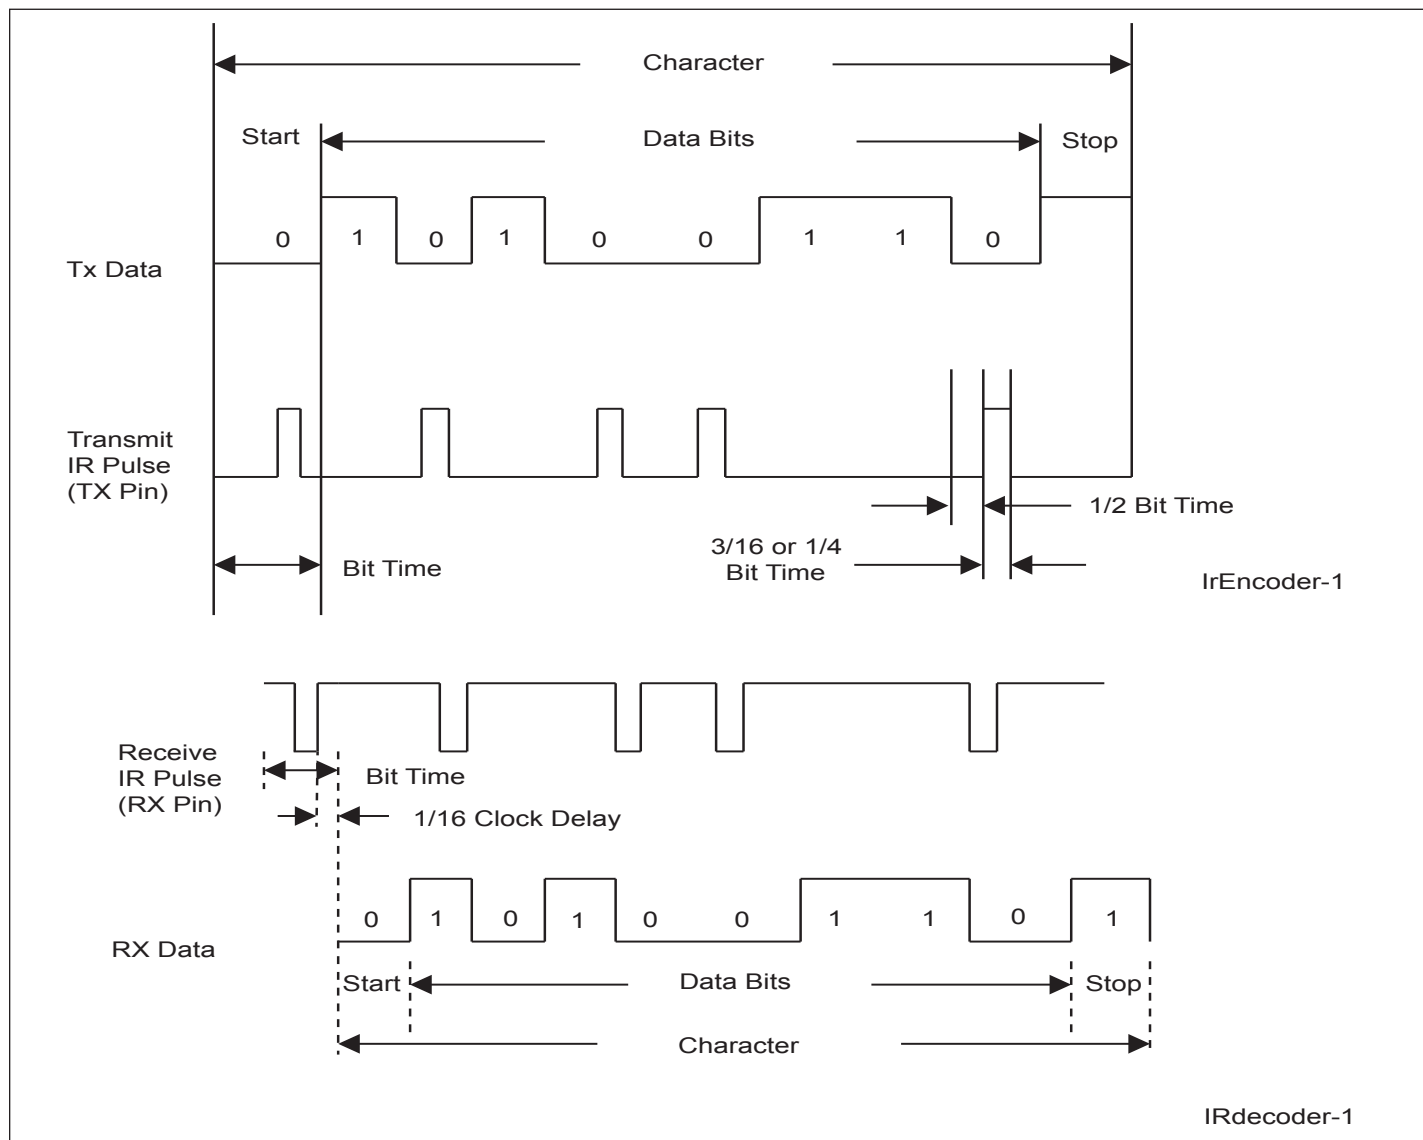 Character
Start
Data Bits
Stop
0 1 0 1 0 0 1 1 0
Tx Data
Transmit
IR Pulse
(TX Pin)
1/2 Bit Time
3/16 or 1/4
Bit Time
Bit Time
IrEncoder-1
Receive
IR Pulse
(RX Pin)
Bit Time
1/16 Clock Delay
0 1 0 1 0 0 1 1 0 1
RX Data
Start
Data Bits
Stop
Character
IRdecoder-1